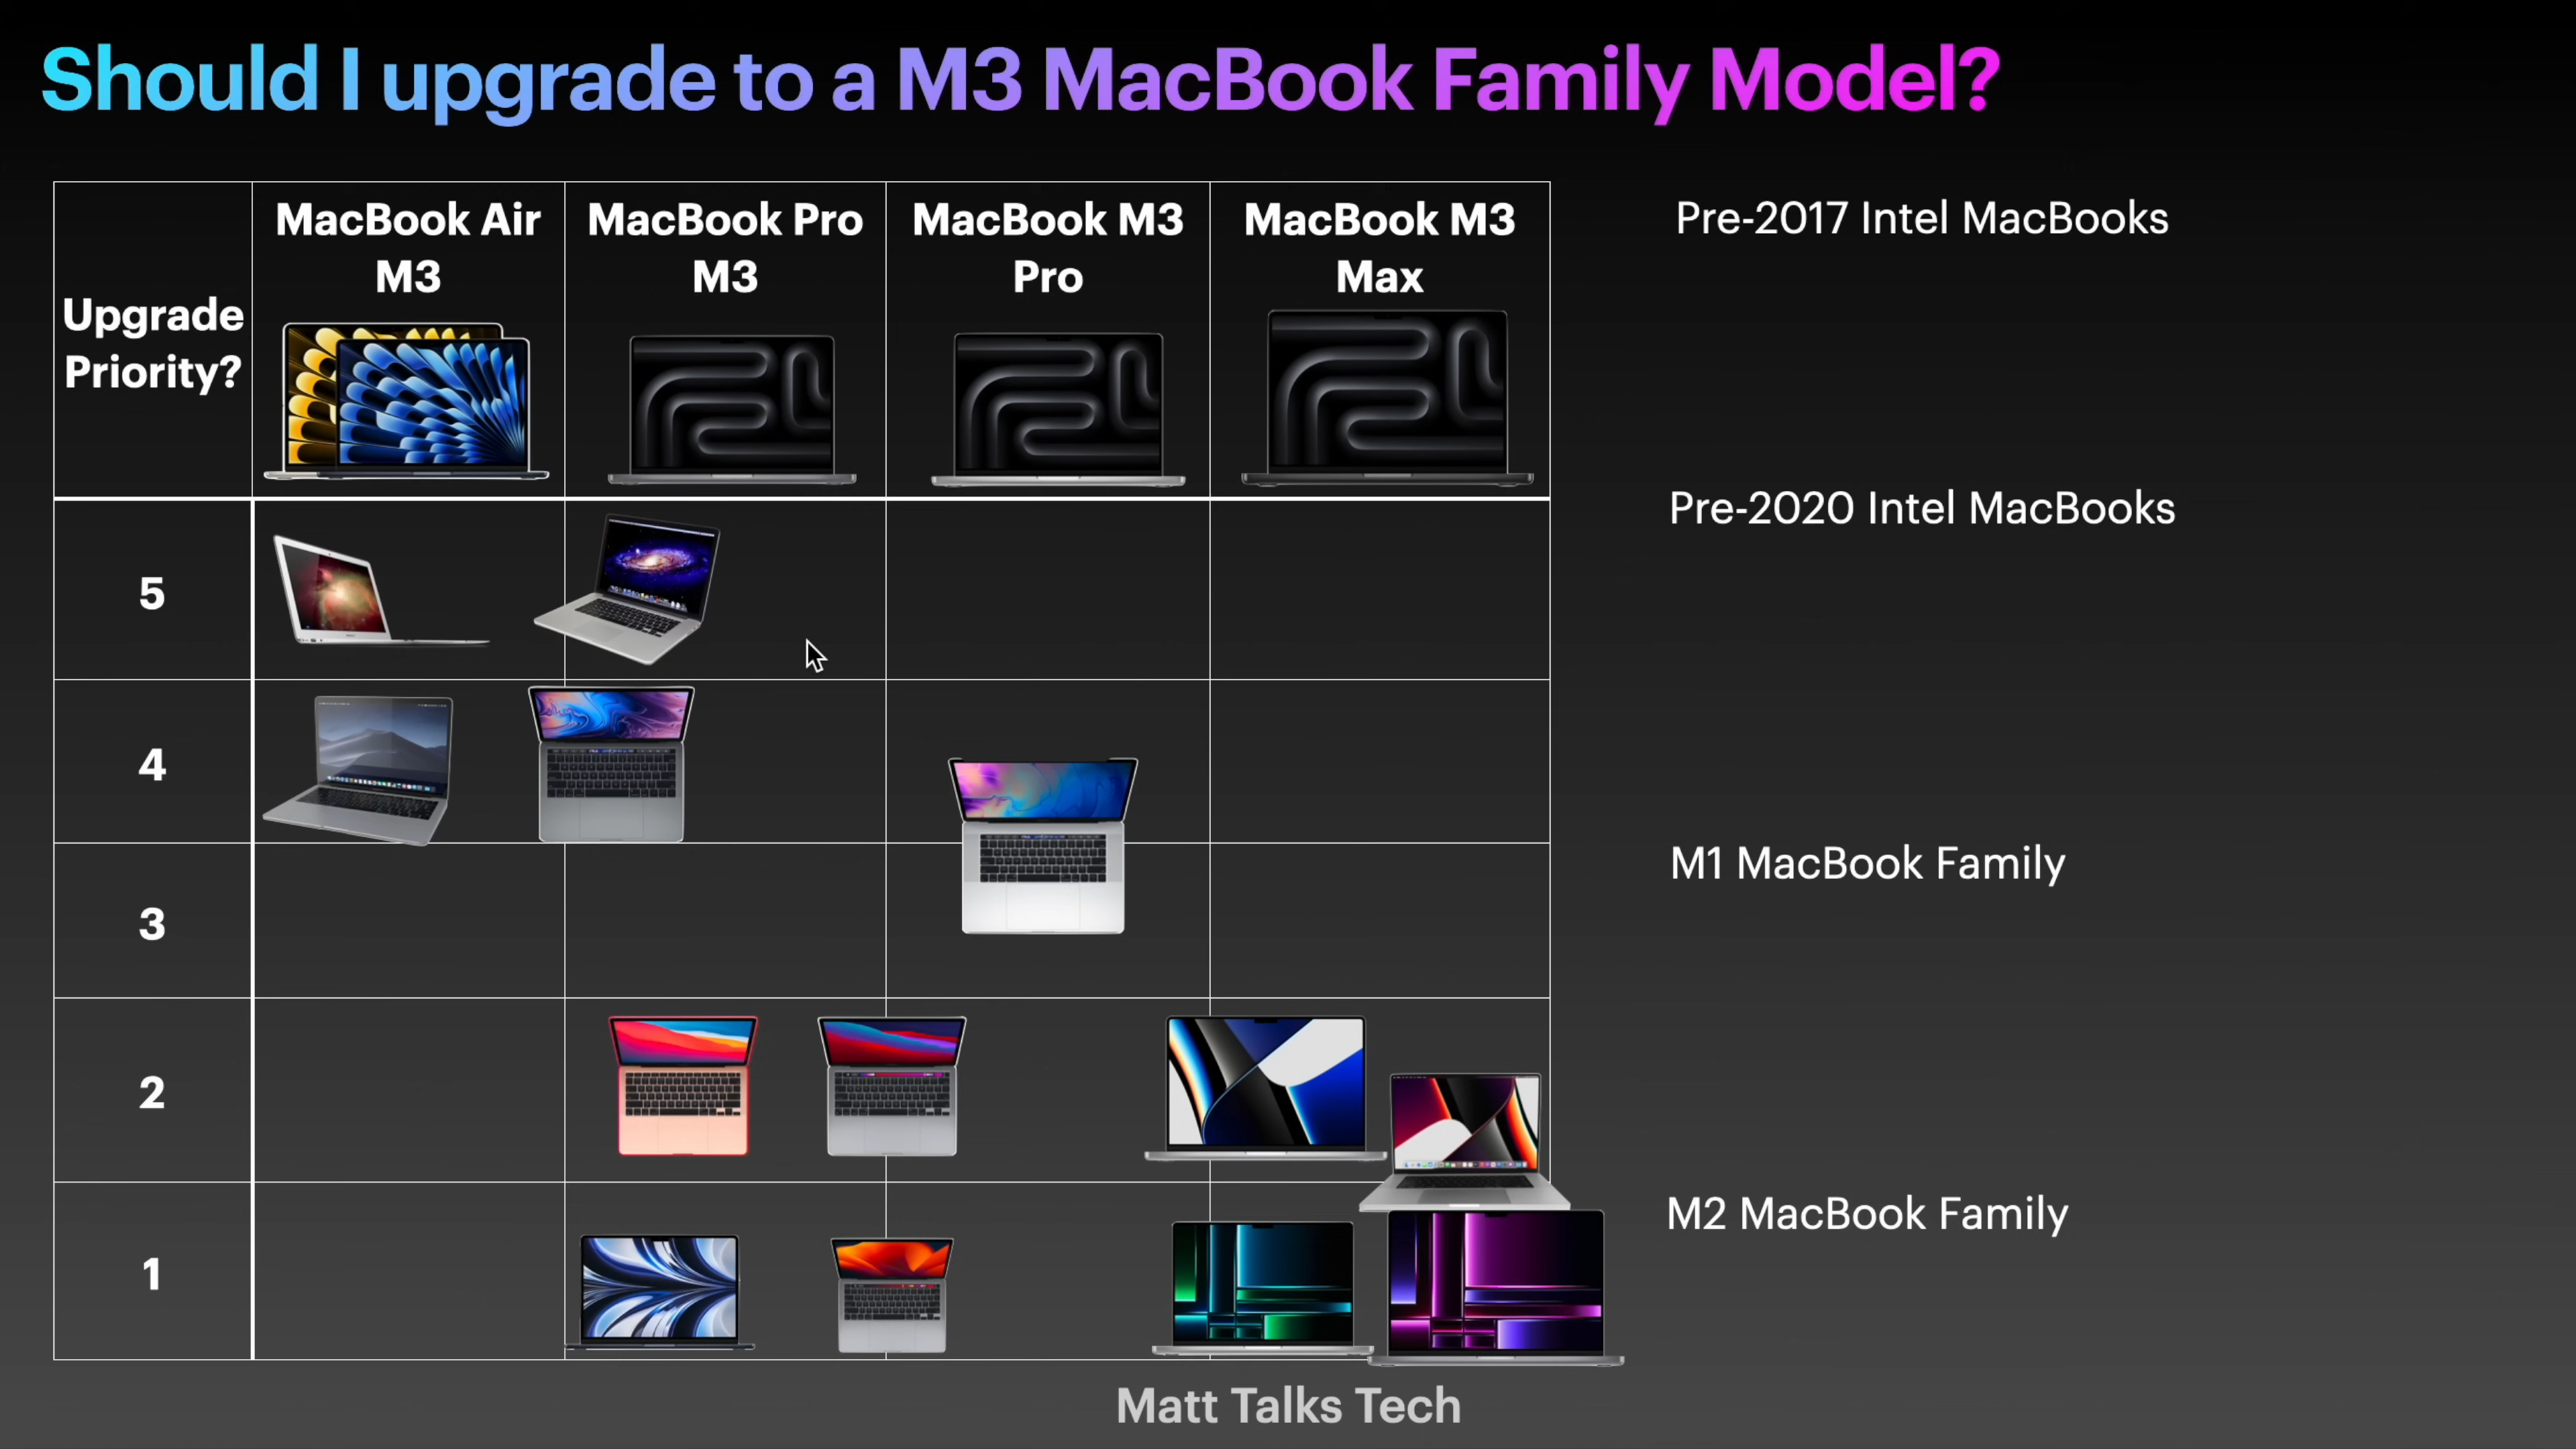 Should I upgrade to a M3 MacBook Family Model?
Upgrade
Priority?
MacBook Air
M3
MacBook Pro
M3
MacBook M3
Pro
MacBook M3
Max
5
4
3
2
1
Pre-2017 Intel MacBooks
Pre-2020 Intel MacBooks
M1 MacBook Family
M2 MacBook Family
Matt Talks Tech